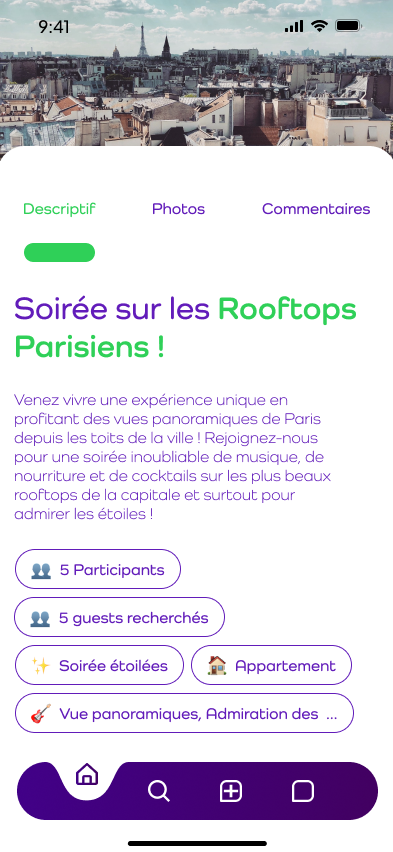 9:41
Descriptif Photos Commentaires
Soirée sur les Rooftops
Parisiens !
Venez vivre une expérience unique en
profitant des vues panoramiques de Paris
depuis les toits de la ville ! Rejoignez-nous
pour une soirée inoubliable de musique, de
nourriture et de cocktails sur les plus beaux
rooftops de la capitale et surtout pour
admirer les étoiles !
5 Participants
5 guests recherchés
Soirée étoilées Appartement
Vue panoramiques, Admiration des ...